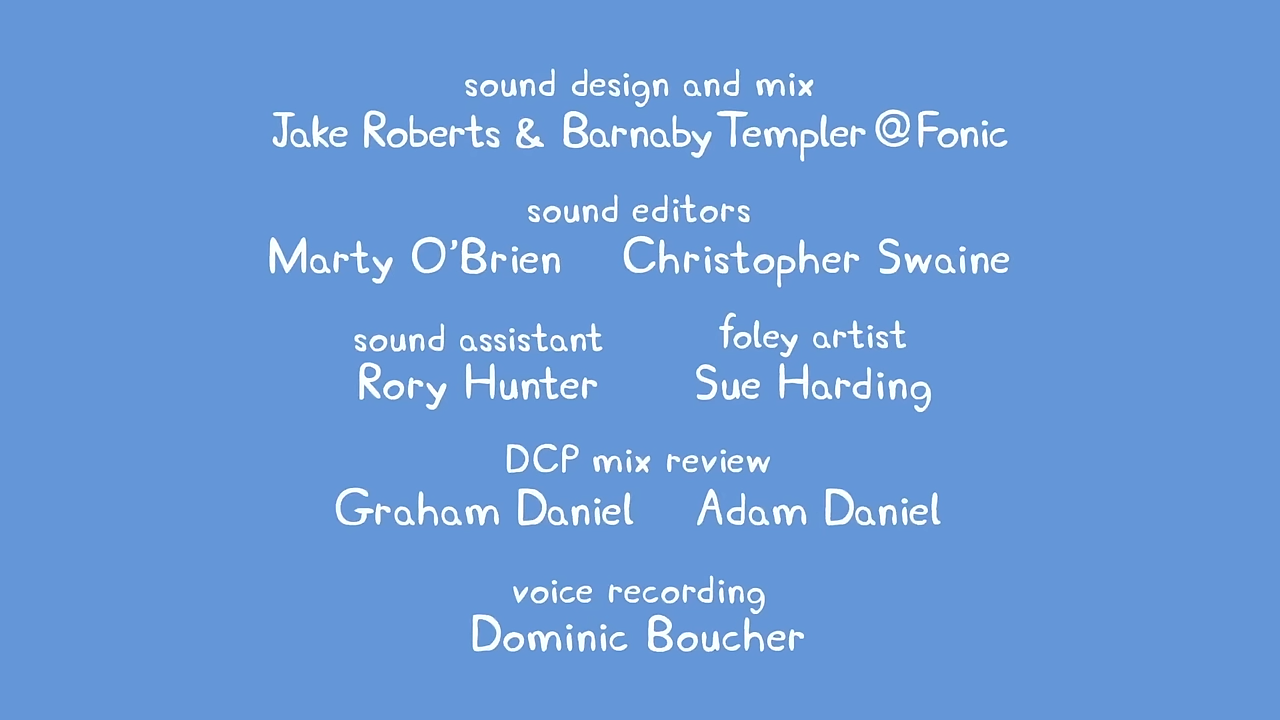 sound design and mix
Jake Roberts & Barnaby Templer @ Fonic
sound editors
Marty O'Brien Christopher Swaine
sound assistant foley artist
Rory Hunter Sue Harding
DCP mix review
Graham Daniel Adam Daniel
voice recording
Dominic Boucher